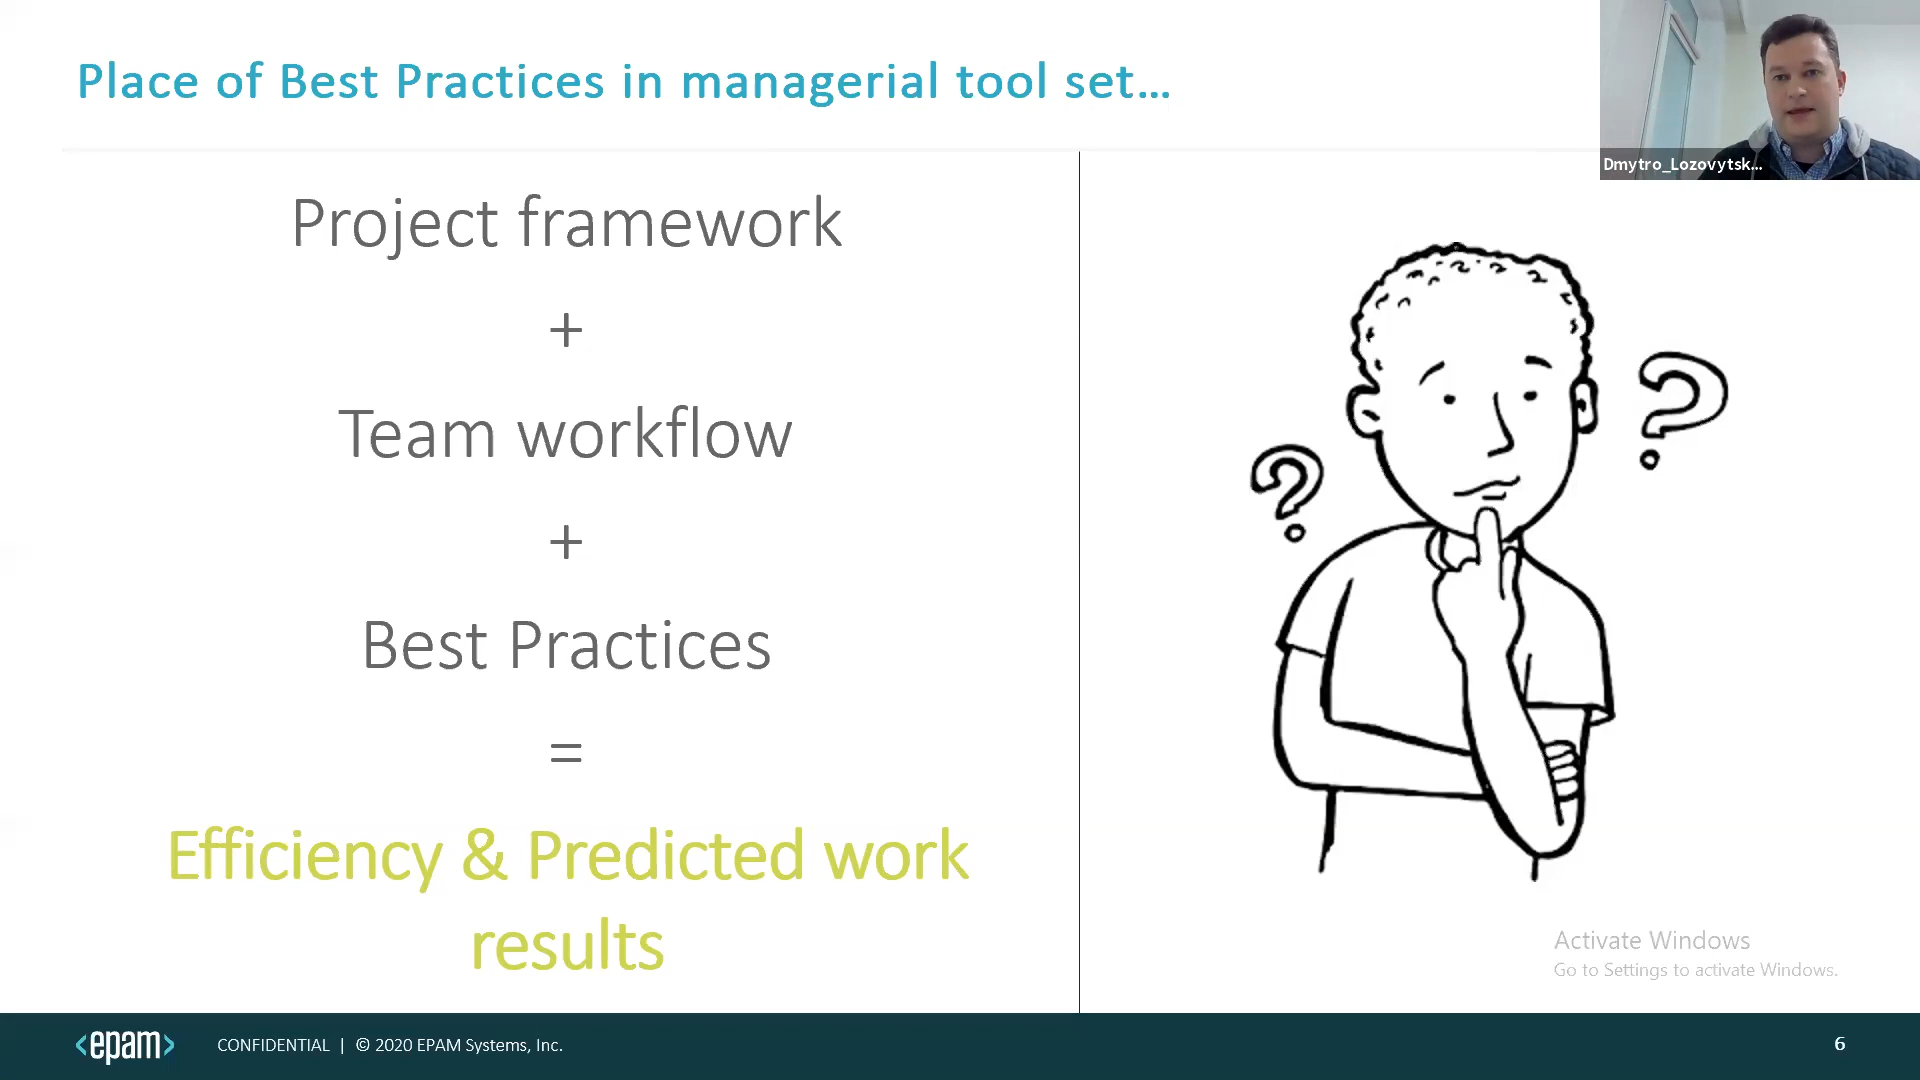 Place of Best Practices in managerial tool set...
Dmytro_Lozovytsk...
Project framework
+
Team workflow
+
Best Practices
=
Efficiency & Predicted work
results
?
?
Activate Windows
Go to Settings to activate Windows.
<epam> CONFIDENTIAL | © 2020 EPAM Systems, Inc.
6